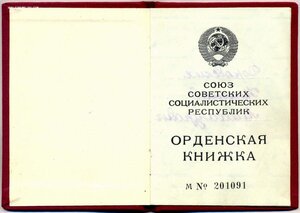 СОЮЗ
СОВЕТСКИХ
СОЦИАЛИСТИЧЕСКИХ
РЕСПУБЛИК
ОРДЕНСКАЯ
КНИЖКА
М № 201091